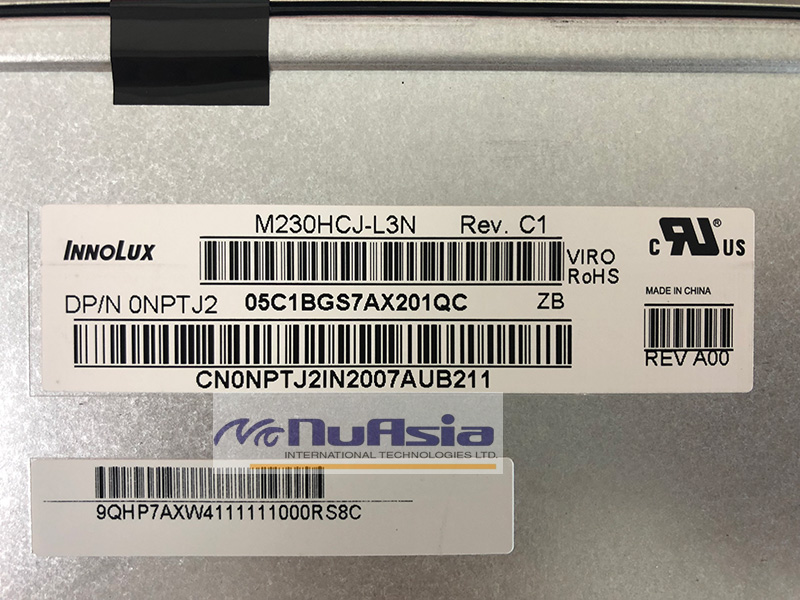 M230HCJ-L3N Rev. C1
INNOLUX
VIRO
RoHS
C RU® US
DP/N 0NPTJ2 05C1BGS7AX201QC ZB
MADE IN CHINA
REV A00
CN0NPTJ2IN2007AUB211
NuAsia
INTERNATIONAL TECHNOLOGIES LTD.
9QHP7AXW4111111000RS8C